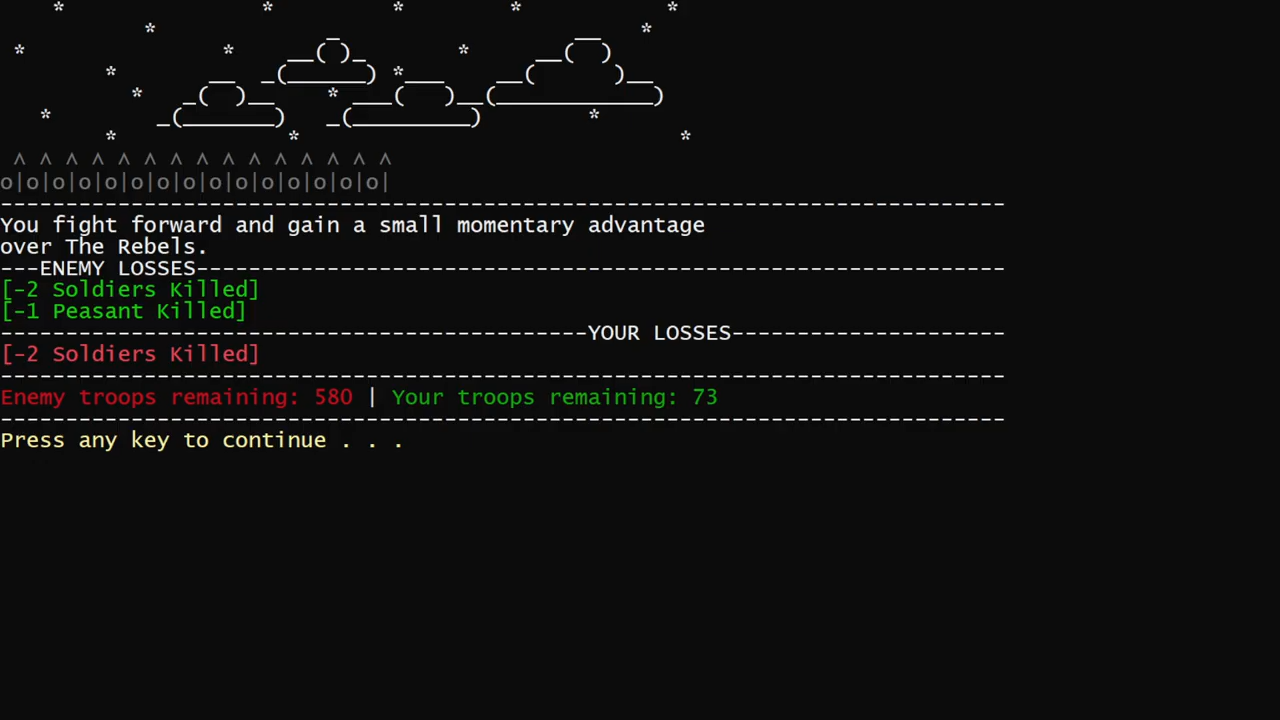 You fight forward and gain a small momentary advantage
over The Rebels.
---ENEMY LOSSES--------------------------------------------------------------
[-2 Soldiers Killed]
[-1 Peasant Killed]
---------------------------------------------YOUR LOSSES---------------------
[-2 Soldiers Killed]
Enemy troops remaining: 580 | Your troops remaining: 73
Press any key to continue . . .